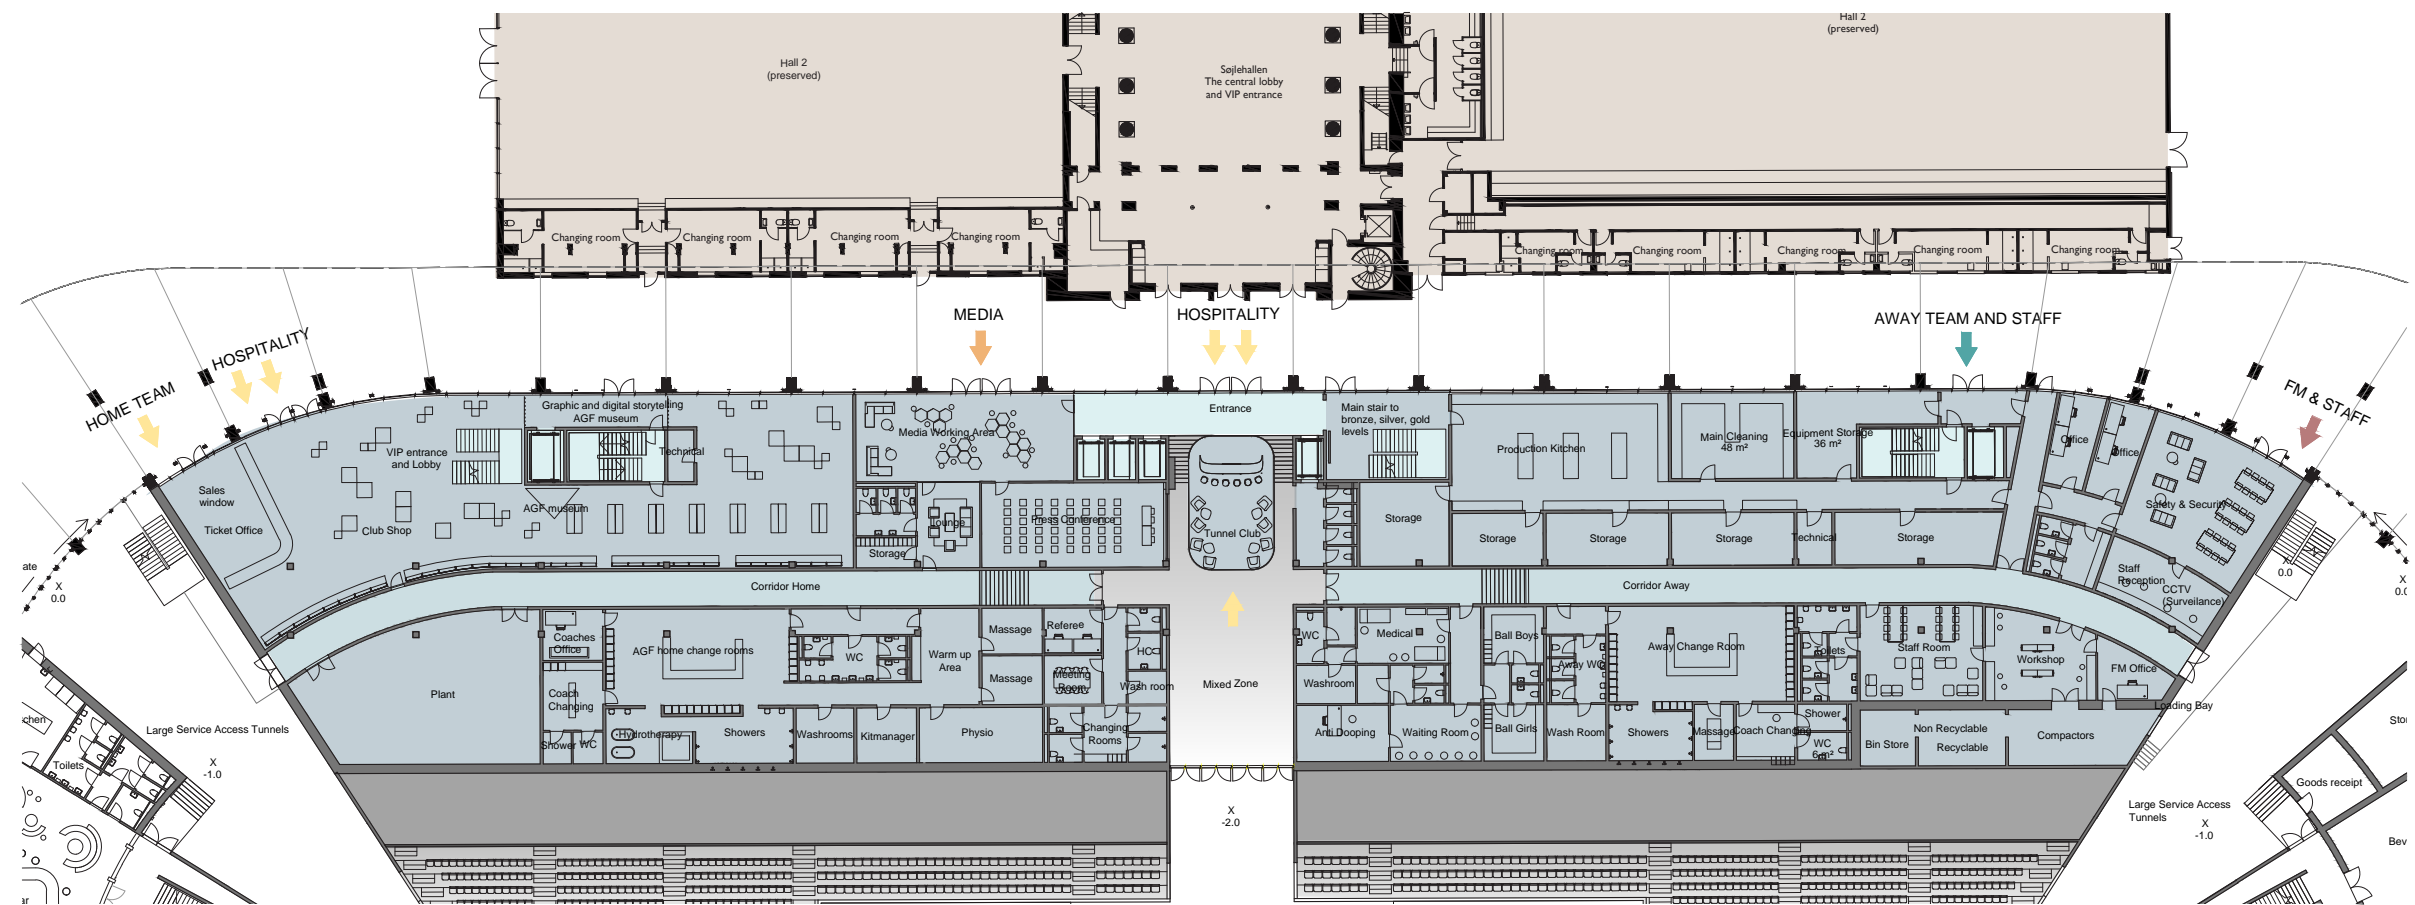 Hall 2
(preserved)
Søjlehallen
The central lobby
and VIP entrance
Hall 2
(preserved)
Changing room
Changing room
Changing room
Changing room
Changing room
Changing room
Changing room
Changing room
Changing room
HOME TEAM
HOSPITALITY
MEDIA
HOSPITALITY
AWAY TEAM AND STAFF
FM & STAFF
Graphic and digital storytelling
AGF museum
VIP entrance
and Lobby
Technical
Media Working Area
Entrance
Main stair to
bronze, silver, gold
levels
Production Kitchen
Main Cleaning
48 m²
Equipment Storage
36 m²
Office
Office
Safety & Security
Sales
window
Ticket Office
Club Shop
AGF museum
Storage
Lounge
Press Conference
Tunnel Club
Storage
Storage
Storage
Storage
Technical
Storage
Staff
Reception
CCTV
(Surveilance)
ate
X
0.0
X
0.0
X
0.0
Corridor Home
Corridor Away
Coaches
Office
AGF home change rooms
WC
Warm up
Area
Massage
Massage
Referee
Meeting
Room
HC
Wash room
Mixed Zone
WC
Medical
Washroom
Ball Boys
Away WC
Away Change Room
Toilets
Staff Room
Workshop
FM Office
Loading Bay
Plant
Coach
Changing
Shower
WC
Hydrotherapy
Showers
Washrooms
Kitmanager
Physio
Changing
Rooms
Anti Dooping
Waiting Room
Ball Girls
Wash Room
Showers
Massage
Coach Changing
Shower
WC
6 m²
Bin Store
Non Recyclable
Recyclable
Compactors
Large Service Access Tunnels
X
-1.0
chen
Toilets
ar
X
-2.0
Large Service Access
Tunnels
X
-1.0
Goods receipt
Sto
Bev